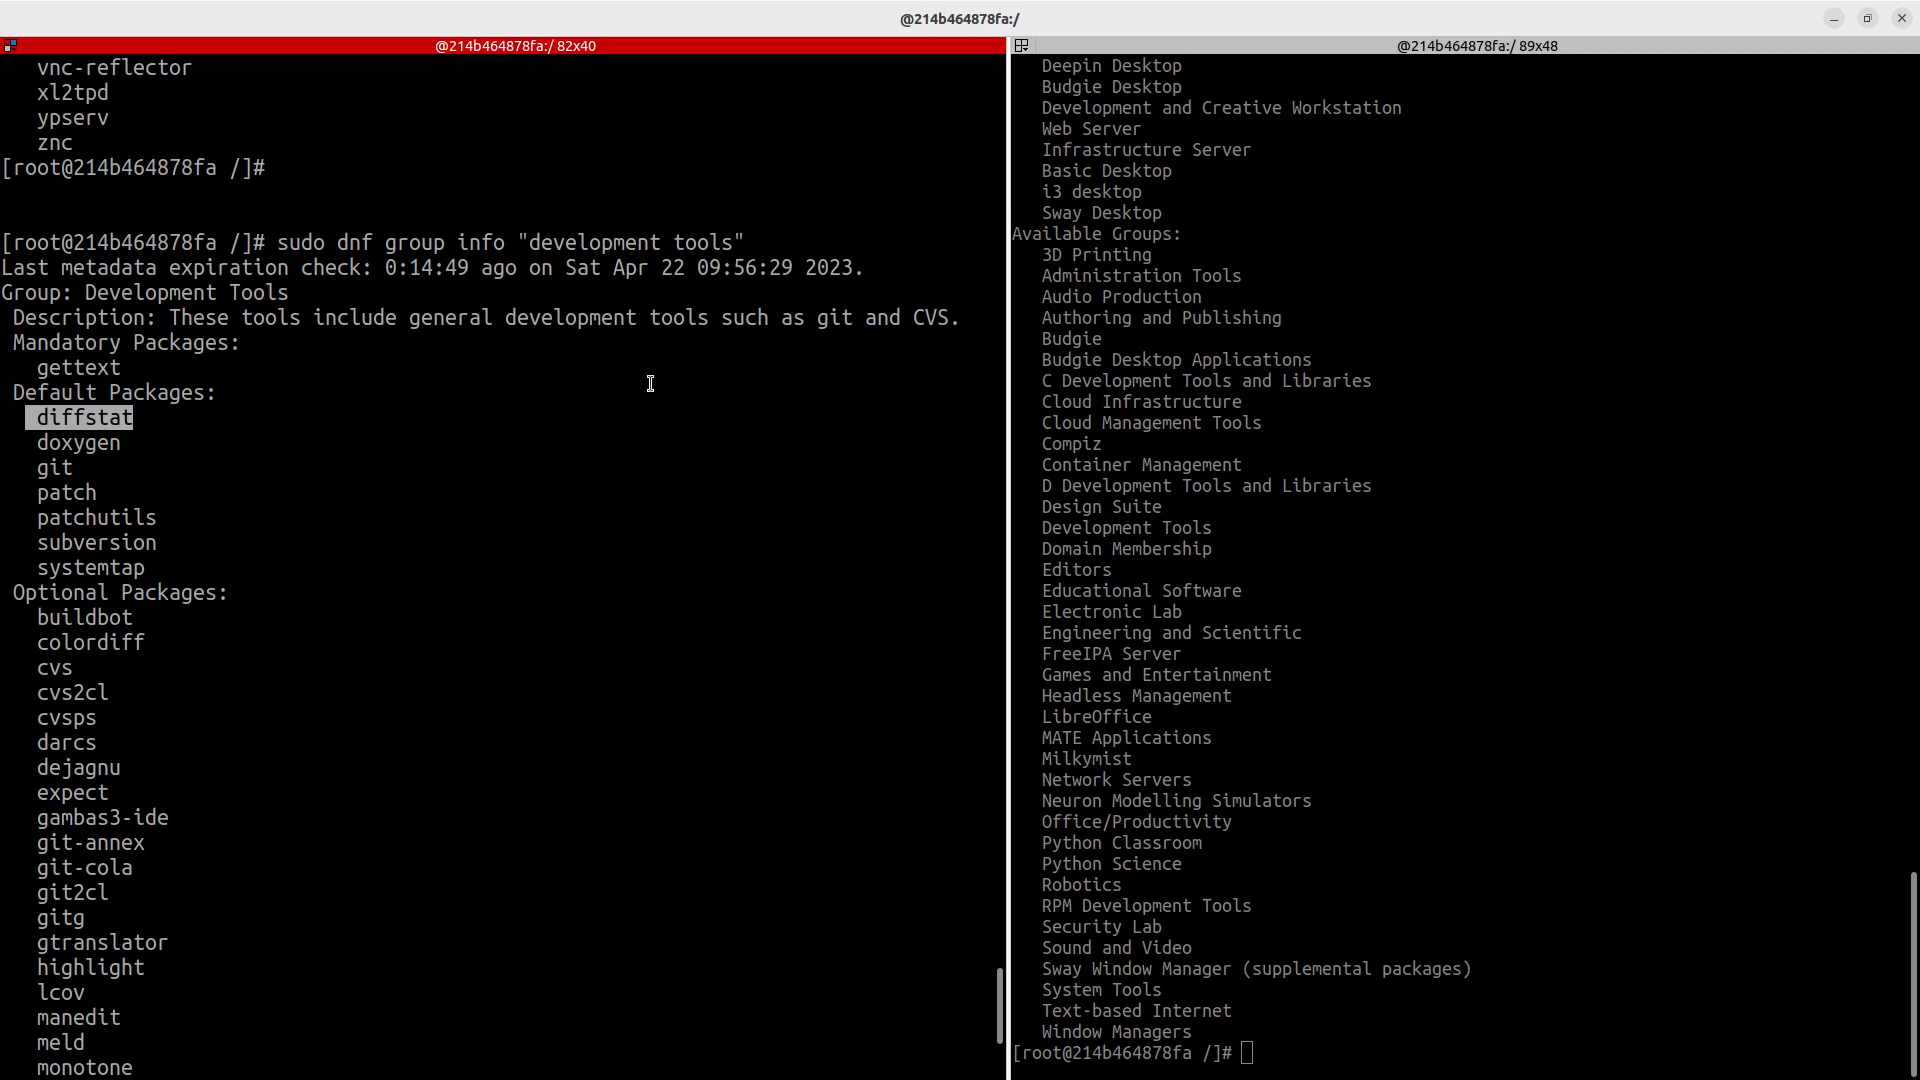 @214b464878fa:/
@214b464878fa:/ 82x40
vnc-reflector
xl2tpd
ypserv
znc
[root@214b464878fa /]#
[root@214b464878fa /]# sudo dnf group info "development tools"
Last metadata expiration check: 0:14:49 ago on Sat Apr 22 09:56:29 2023.
Group: Development Tools
Description: These tools include general development tools such as git and CVS.
Mandatory Packages:
gettext
Default Packages:
diffstat
doxygen
git
patch
patchutils
subversion
systemtap
Optional Packages:
buildbot
colordiff
cvs
cvs2cl
cvsps
darcs
dejagnu
expect
gambas3-ide
git-annex
git-cola
git2cl
gitg
gtranslator
highlight
lcov
manedit
meld
monotone
@214b464878fa:/ 89x48
Deepin Desktop
Budgie Desktop
Development and Creative Workstation
Web Server
Infrastructure Server
Basic Desktop
i3 desktop
Sway Desktop
Available Groups:
3D Printing
Administration Tools
Audio Production
Authoring and Publishing
Budgie
Budgie Desktop Applications
C Development Tools and Libraries
Cloud Infrastructure
Cloud Management Tools
Compiz
Container Management
D Development Tools and Libraries
Design Suite
Development Tools
Domain Membership
Editors
Educational Software
Electronic Lab
Engineering and Scientific
FreeIPA Server
Games and Entertainment
Headless Management
LibreOffice
MATE Applications
Milkymist
Network Servers
Neuron Modelling Simulators
Office/Productivity
Python Classroom
Python Science
Robotics
RPM Development Tools
Security Lab
Sound and Video
Sway Window Manager (supplemental packages)
System Tools
Text-based Internet
Window Managers
[root@214b464878fa /]#